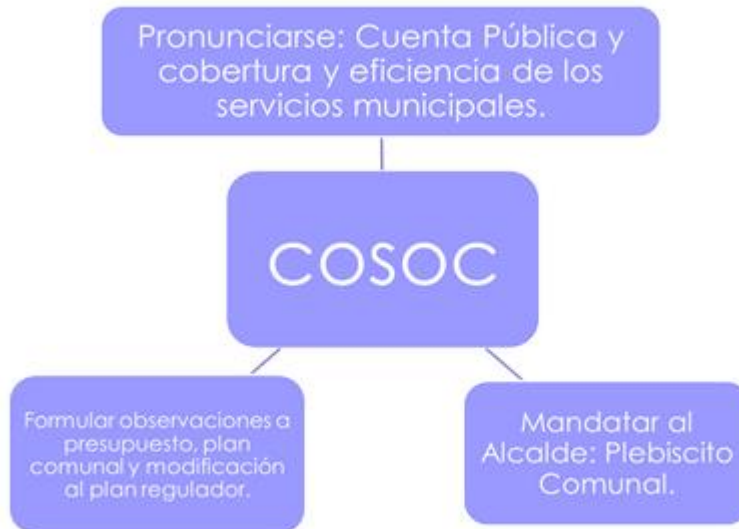 Pronunciarse: Cuenta Pública y
cobertura y eficiencia de los
servicios municipales.
COSOC
Formular observaciones a
presupuesto, plan
comunal y modificación
al plan regulador.
Mandatar al
Alcalde: Plebiscito
Comunal.